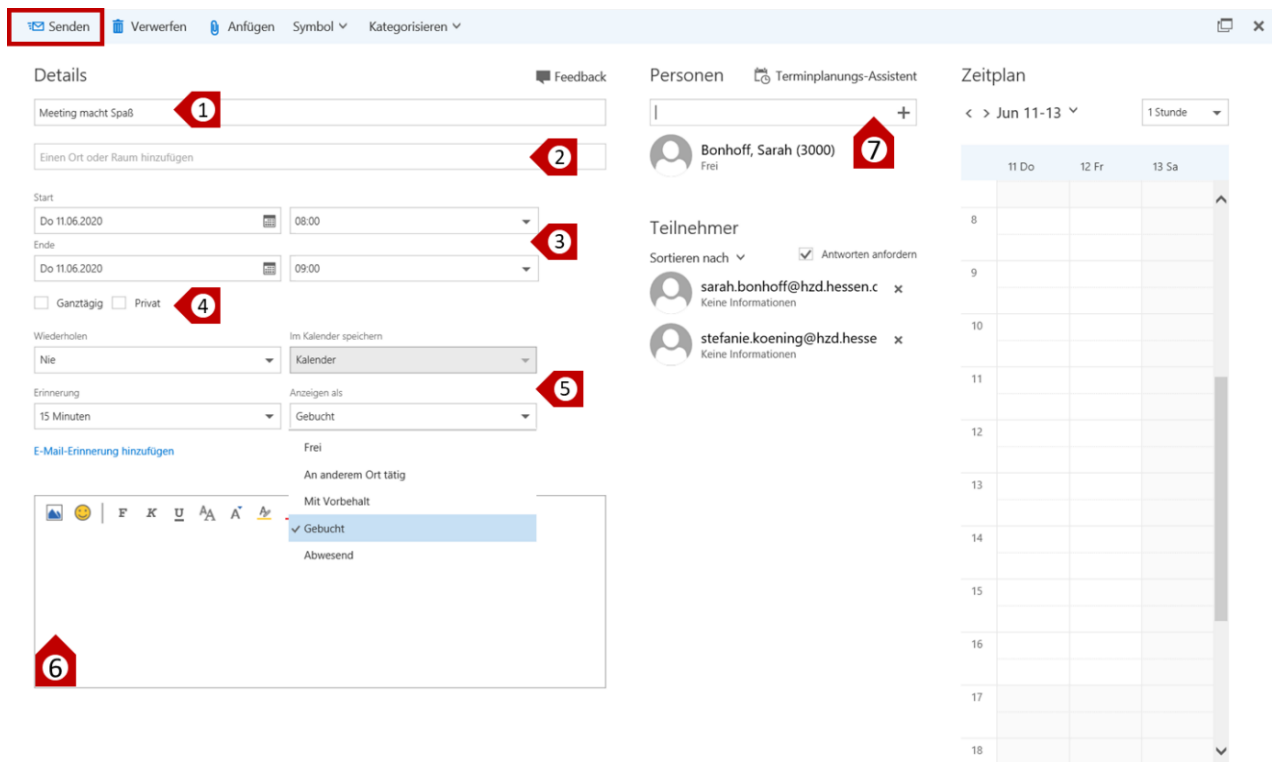 Senden Verwerfen Anfügen Symbol Kategorisieren
Details Feedback
Meeting macht Spaß 1
Einen Ort oder Raum hinzufügen 2
Start
Do 11.06.2020 08:00
Ende 3
Do 11.06.2020 09:00
Ganztägig Privat 4
Wiederholen Im Kalender speichern
Nie Kalender
Erinnerung Anzeigen als 5
15 Minuten Gebucht
E-Mail-Erinnerung hinzufügen
Frei
An anderem Ort tätig
Mit Vorbehalt
Gebucht
Abwesend
F K U AA A
6
Personen Terminplanungs-Assistent
7
Bonhoff, Sarah (3000)
Frei
Teilnehmer
Sortieren nach Antworten anfordern
sarah.bonhoff@hzd.hessen.c
Keine Informationen
stefanie.koening@hzd.hesse
Keine Informationen
Zeitplan
Jun 11-13 1 Stunde
11 Do 12 Fr 13 Sa
8
9
10
11
12
13
14
15
16
17
18